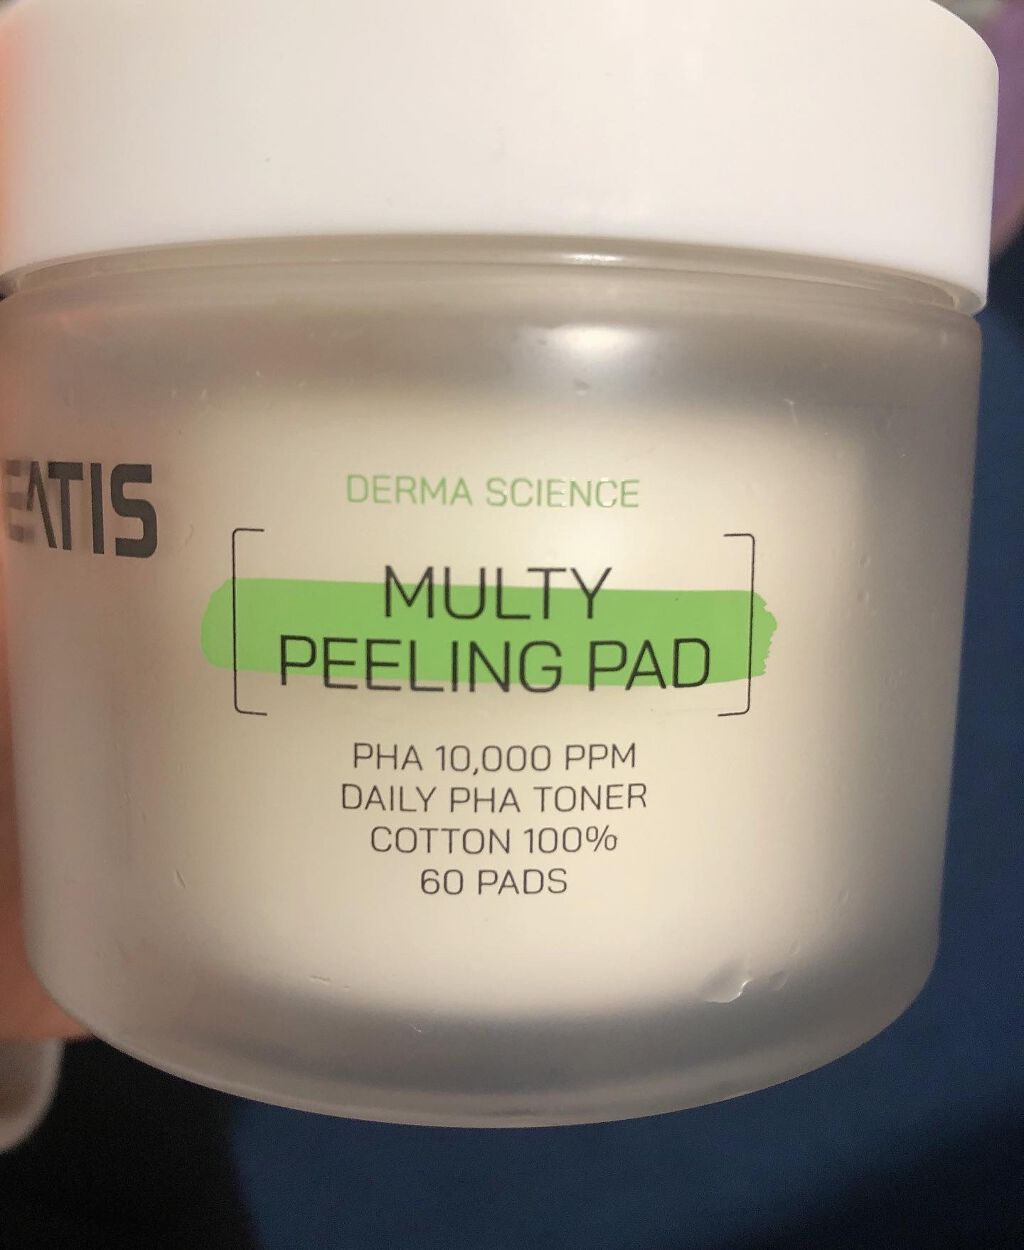 EATIS
DERMA SCIENCE
MULTY
PEELING PAD
PHA 10,000 PPM
DAILY PHA TONER
COTTON 100%
60 PADS